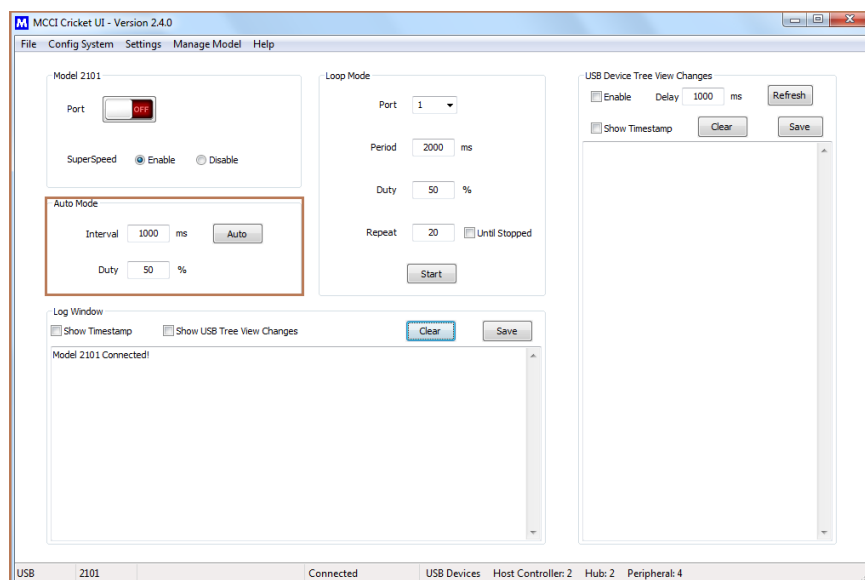 M MCCI Cricket UI - Version 2.4.0
File Config System Settings Manage Model Help
Model 2101
Port OFF
SuperSpeed Enable Disable
Auto Mode
Interval 1000 ms Auto
Duty 50 %
Loop Mode
Port 1
Period 2000 ms
Duty 50 %
Repeat 20 Until Stopped
Start
USB Device Tree View Changes
Enable Delay 1000 ms Refresh
Show Timestamp Clear Save
Log Window
Show Timestamp Show USB Tree View Changes Clear Save
Model 2101 Connected!
USB 2101 Connected USB Devices Host Controller: 2 Hub: 2 Peripheral: 4